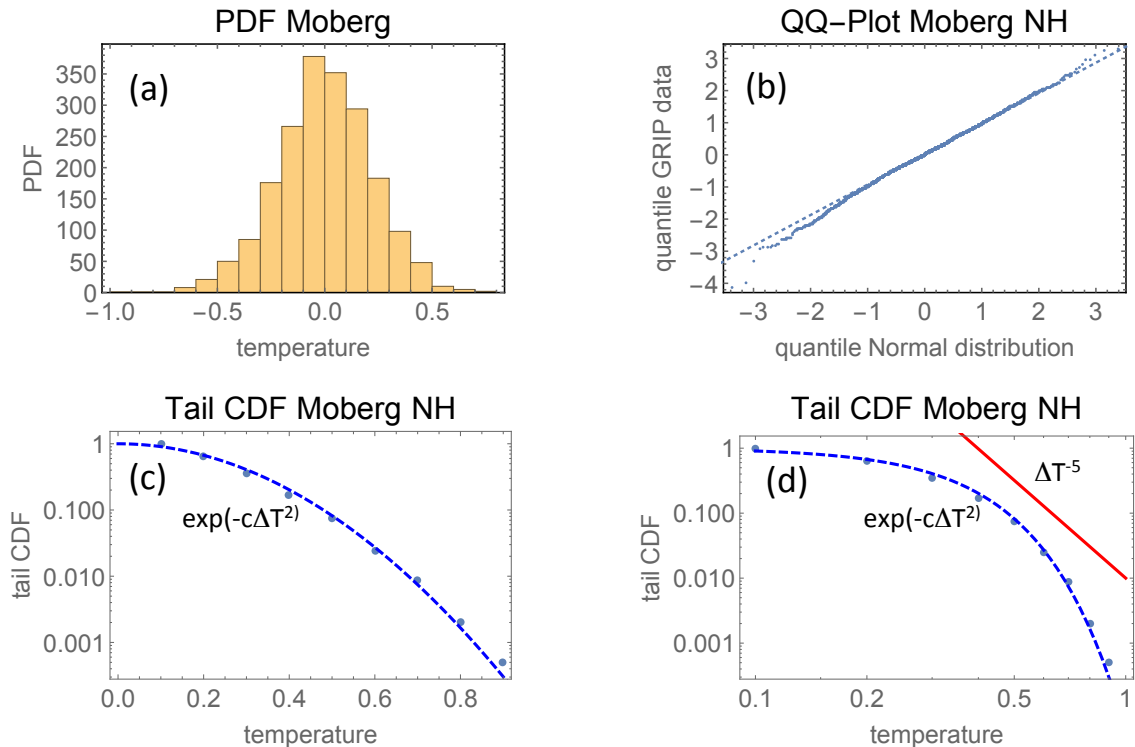 PDF Moberg
(a)
PDF
350
300
250
200
150
100
50
0
−1.0 −0.5 0.0 0.5
temperature
QQ−Plot Moberg NH
(b)
quantile GRIP data
3
2
1
0
−1
−2
−3
−4
−3 −2 −1 0 1 2 3
quantile Normal distribution
Tail CDF Moberg NH
(c)
exp(-cΔT²⁾
tail CDF
1
0.100
0.010
0.001
0.0 0.2 0.4 0.6 0.8
temperature
Tail CDF Moberg NH
(d)
ΔT⁻⁵
exp(-cΔT²⁾
tail CDF
1
0.100
0.010
0.001
0.1 0.2 0.5 1
temperature